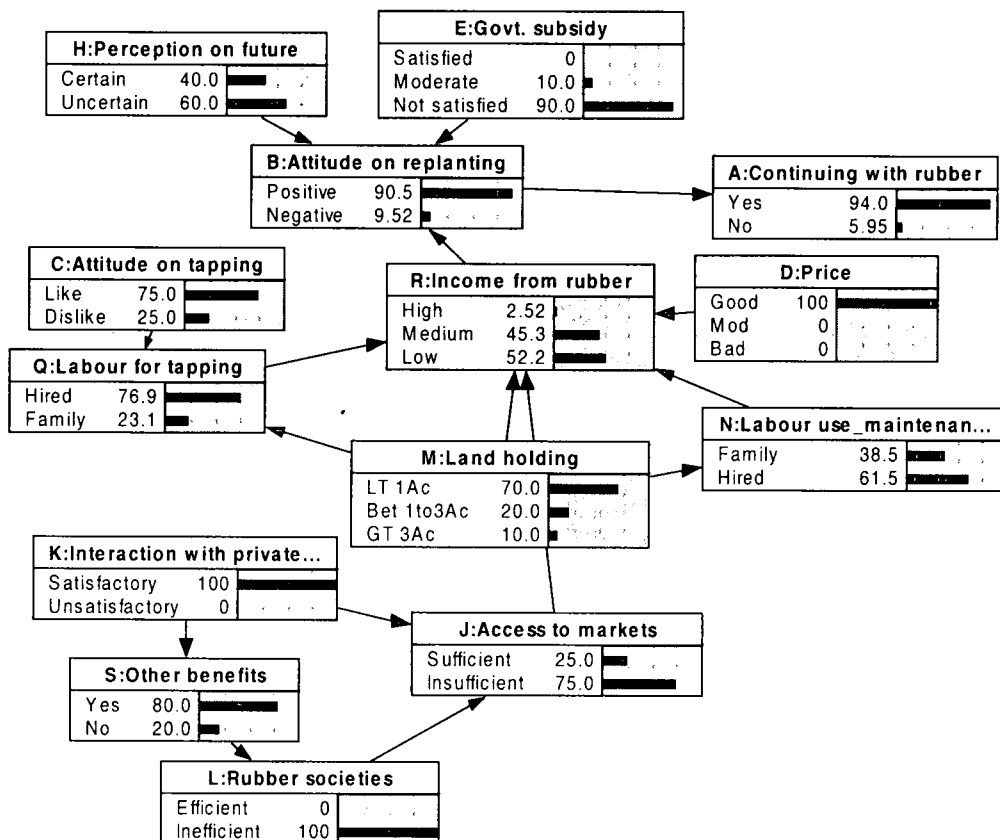 H:Perception on future
Certain 40.0
Uncertain 60.0
E:Govt. subsidy
Satisfied 0
Moderate 10.0
Not satisfied 90.0
B:Attitude on replanting
Positive 90.5
Negative 9.52
A:Continuing with rubber
Yes 94.0
No 5.95
C:Attitude on tapping
Like 75.0
Dislike 25.0
R:Income from rubber
High 2.52
Medium 45.3
Low 52.2
D:Price
Good 100
Mod 0
Bad 0
Q:Labour for tapping
Hired 76.9
Family 23.1
N:Labour use_maintenan...
Family 38.5
Hired 61.5
M:Land holding
LT 1Ac 70.0
Bet 1to3Ac 20.0
GT 3Ac 10.0
K:Interaction with private...
Satisfactory 100
Unsatisfactory 0
J:Access to markets
Sufficient 25.0
Insufficient 75.0
S:Other benefits
Yes 80.0
No 20.0
L:Rubber societies
Efficient 0
Inefficient 100